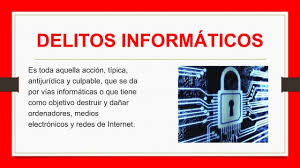 DELITOS INFORMÁTICOS
Es toda aquella acción, típica,
antijurídica y culpable, que se da
por vías informáticas o que tiene
como objetivo destruir y dañar
ordenadores, medios
electrónicos y redes de Internet.